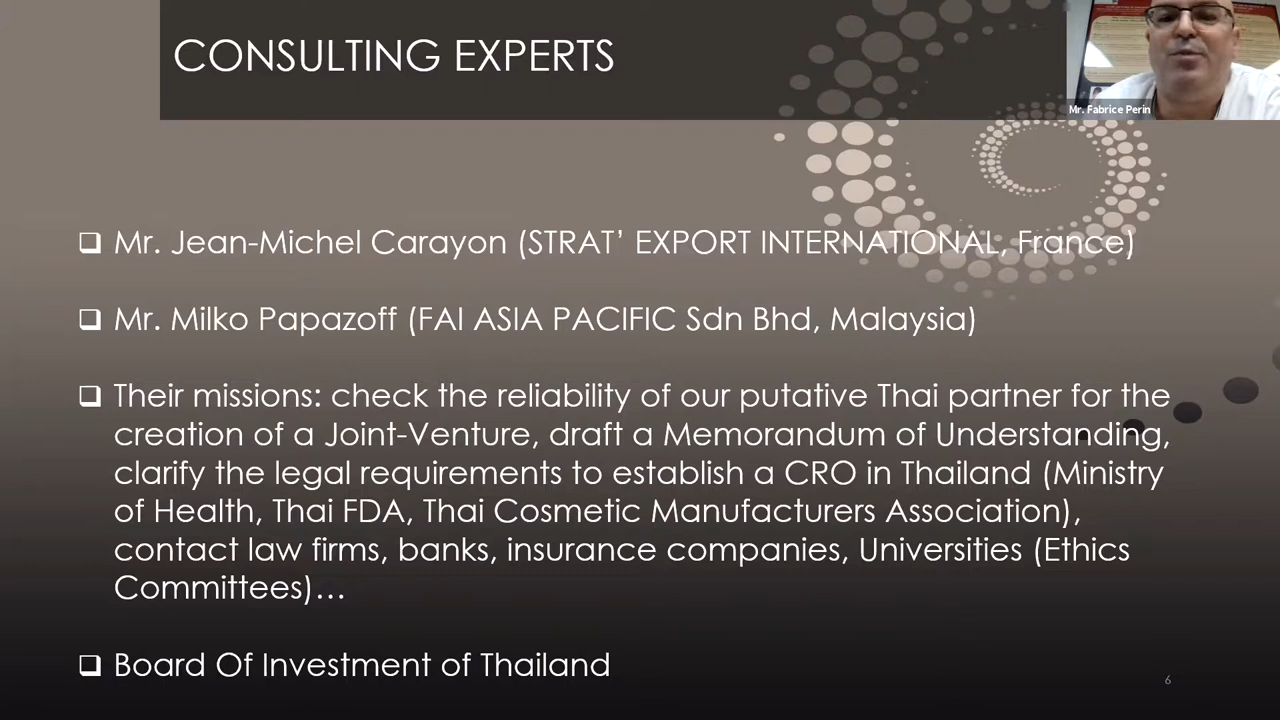 CONSULTING EXPERTS
Mr. Fabrice Perin
❑ Mr. Jean-Michel Carayon (STRAT’ EXPORT INTERNATIONAL, France)
❑ Mr. Milko Papazoff (FAI ASIA PACIFIC Sdn Bhd, Malaysia)
❑ Their missions: check the reliability of our putative Thai partner for the
creation of a Joint-Venture, draft a Memorandum of Understanding,
clarify the legal requirements to establish a CRO in Thailand (Ministry
of Health, Thai FDA, Thai Cosmetic Manufacturers Association),
contact law firms, banks, insurance companies, Universities (Ethics
Committees)…
❑ Board Of Investment of Thailand
6